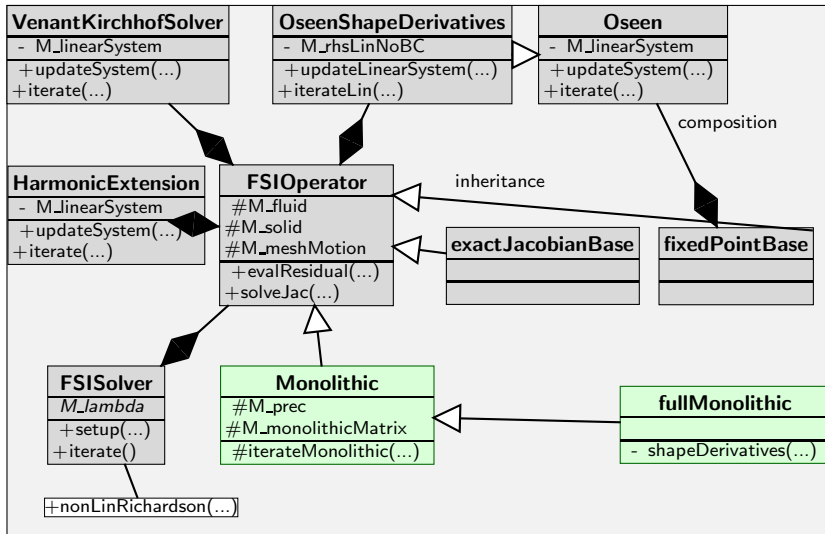 VenantKirchhofSolver
- M_linearSystem
+updateSystem(...)
+iterate(...)
OseenShapeDerivatives
- M_rhsLinNoBC
+updateLinearSystem(...)
+iterateLin(...)
Oseen
- M_linearSystem
+updateSystem(...)
+iterate(...)
composition
HarmonicExtension
- M_linearSystem
+updateSystem(...)
+iterate(...)
FSIOperator
#M_fluid
#M_solid
#M_meshMotion
+evalResidual(...)
+solveJac(...)
inheritance
exactJacobianBase
fixedPointBase
FSISolver
M_lambda
+setup(...)
+iterate()
Monolithic
#M_prec
#M_monolithicMatrix
#iterateMonolithic(...)
fullMonolithic
- shapeDerivatives(...)
+nonLinRichardson(...)